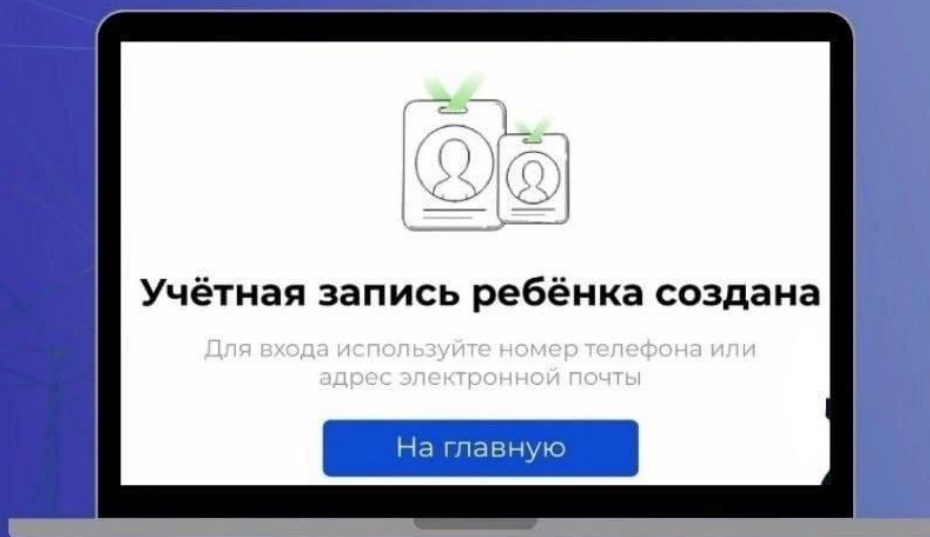 Учётная запись ребёнка создана
Для входа используйте номер телефона или
адрес электронной почты
На главную